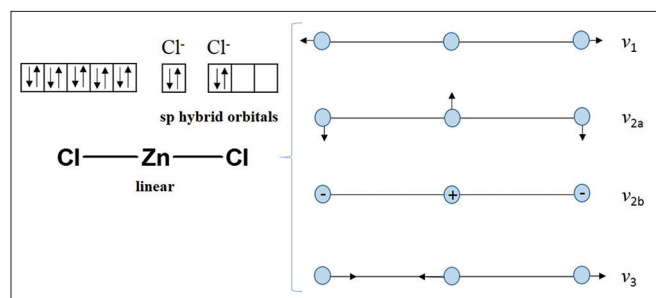 Cl- Cl-
sp hybrid orbitals
Cl—Zn—Cl
linear
ν1
ν2a
- + -
ν2b
ν3